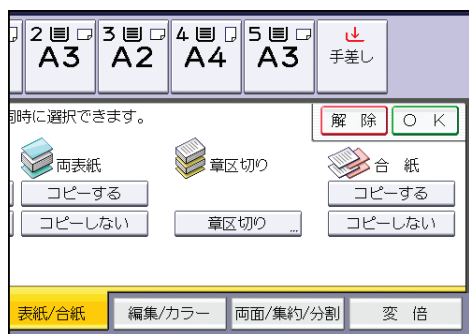 2 3 4 5
A3 A2 A4 A3 手差し
同時に選択できます。
解 除 O K
両表紙 章区切り 合 紙
コピーする コピーする
コピーしない 章区切り ... コピーしない
表紙/合紙 編集/カラー 両面/集約/分割 変 倍